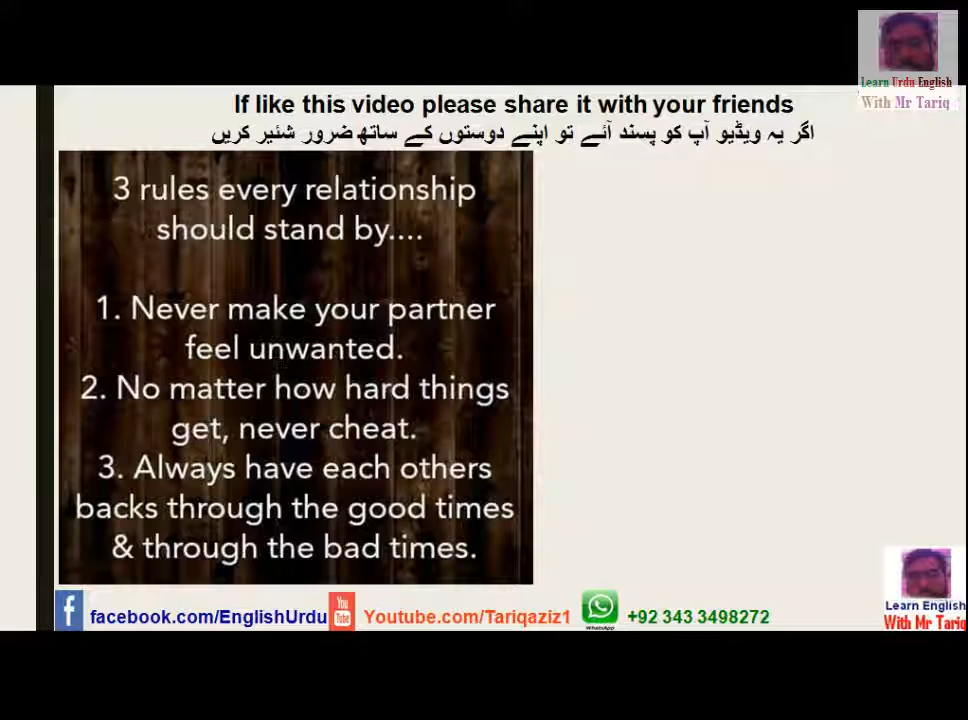 Learn Urdu English
With Mr Tariq
If like this video please share it with your friends
اگر یہ ویڈیو آپ کو پسند آئے تو اپنے دوستوں کے ساتھ ضرور شئیر کریں
3 rules every relationship
should stand by....
1. Never make your partner
feel unwanted.
2. No matter how hard things
get, never cheat.
3. Always have each others
backs through the good times
& through the bad times.
Learn English
With Mr Tariq
f facebook.com/EnglishUrdu You Tube Youtube.com/Tariqaziz1 WhatsApp +92 343 3498272